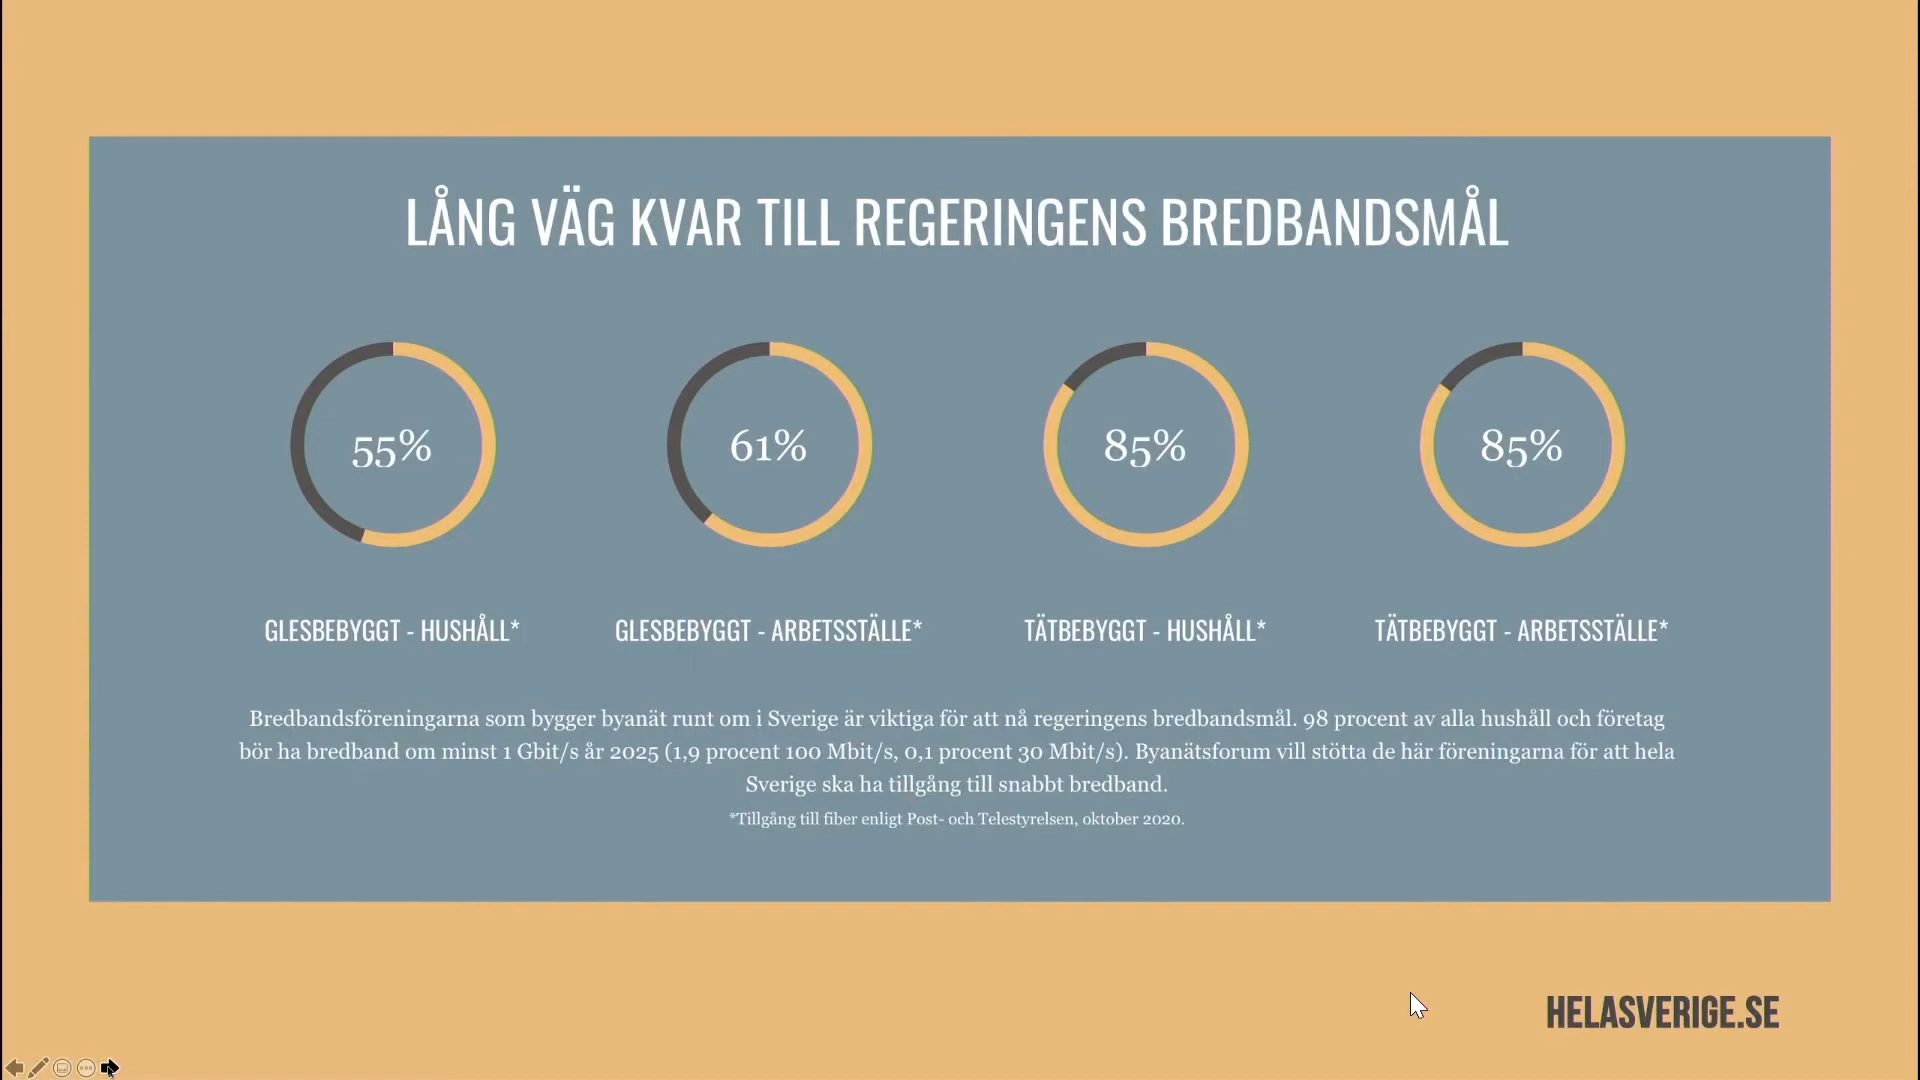 LÅNG VÄG KVAR TILL REGERINGENS BREDBANDSMÅL
55%
61%
85%
85%
GLESBEBYGGT - HUSHÅLL*
GLESBEBYGGT - ARBETSSTÄLLE*
TÄTBEBYGGT - HUSHÅLL*
TÄTBEBYGGT - ARBETSSTÄLLE*
Bredbandsföreningarna som bygger byanät runt om i Sverige är viktiga för att nå regeringens bredbandsmål. 98 procent av alla hushåll och företag
bör ha bredband om minst 1 Gbit/s år 2025 (1,9 procent 100 Mbit/s, 0,1 procent 30 Mbit/s). Byanätsforum vill stötta de här föreningarna för att hela
Sverige ska ha tillgång till snabbt bredband.
*Tillgång till fiber enligt Post- och Telestyrelsen, oktober 2020.
HELASVERIGE.SE